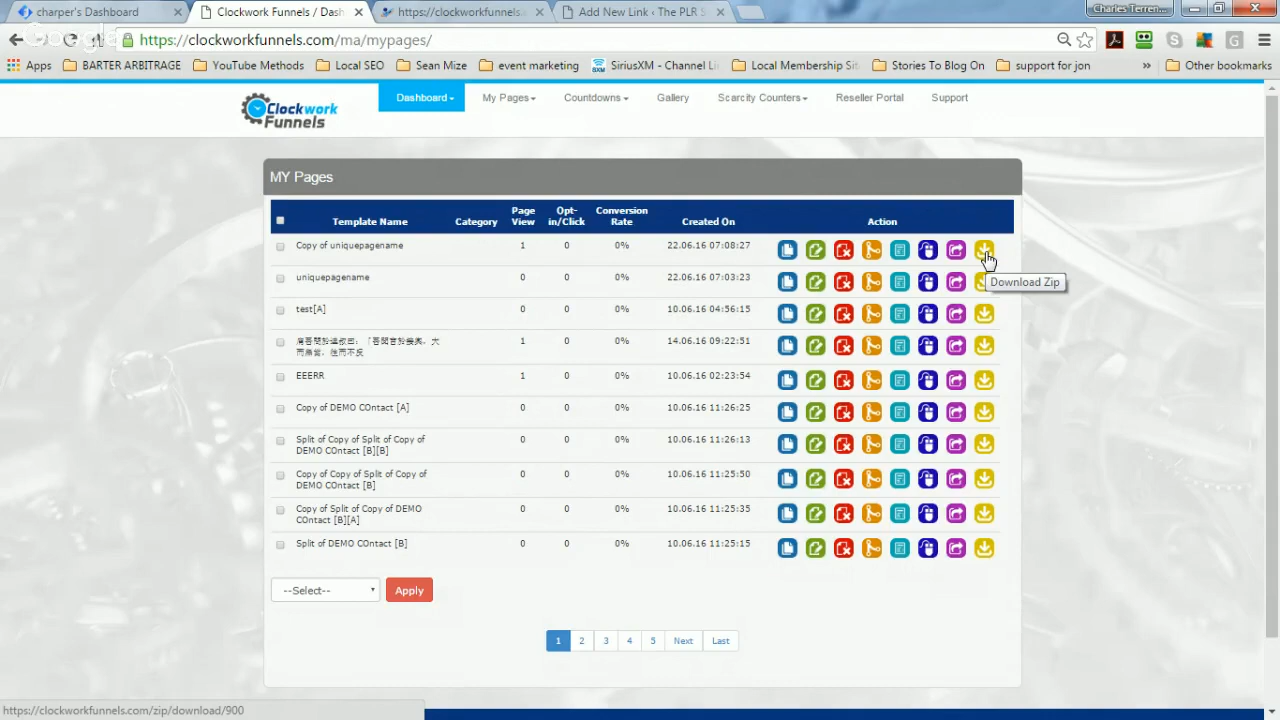 charper's Dashboard
Clockwork Funnels / Dash
https://clockworkfunnels
Add New Link ‹ The PLR S
Charles Terren...
https://clockworkfunnels.com/ma/mypages/
Apps BARTER ARBITRAGE YouTube Methods Local SEO Sean Mize event marketing SiriusXM - Channel Li Local Membership Sit Stories To Blog On support for jon » Other bookmarks
Clockwork
Funnels
Dashboard My Pages Countdowns Gallery Scarcity Counters Reseller Portal Support
MY Pages
Template Name Category Page View Opt-in/Click Conversion Rate Created On Action
Copy of uniquepagename 1 0 0% 22.06.16 07:08:27
Download Zip
uniquepagename 0 0 0% 22.06.16 07:03:23
test[A] 0 0 0% 10.06.16 04:56:15
1 0 0% 14.06.16 09:22:51
EEERR 1 0 0% 10.06.16 02:23:54
Copy of DEMO COntact [A] 0 0 0% 10.06.16 11:26:25
Split of Copy of Split of Copy of 0 0 0% 10.06.16 11:26:13
DEMO COntact [B][B]
Copy of Copy of Split of Copy of 0 0 0% 10.06.16 11:25:50
DEMO COntact [B]
Copy of Split of Copy of DEMO 0 0 0% 10.06.16 11:25:35
COntact [B][A]
Split of DEMO COntact [B] 0 0 0% 10.06.16 11:25:15
--Select-- Apply
1 2 3 4 5 Next Last
https://clockworkfunnels.com/zip/download/900